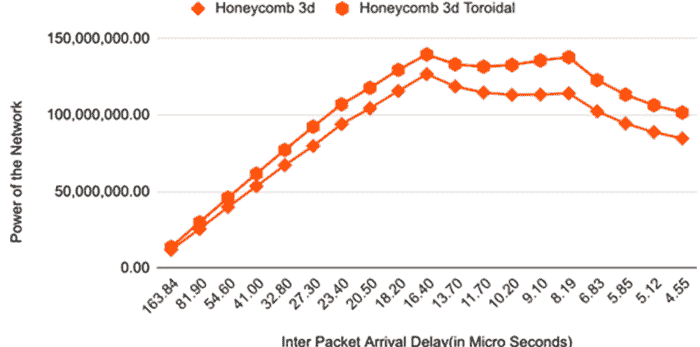 Honeycomb 3d Honeycomb 3d Toroidal
150,000,000.00
100,000,000.00
50,000,000.00
0.00
Power of the Network
163.84 81.90 54.60 41.00 32.80 27.30 23.40 20.50 18.20 16.40 13.70 11.70 10.20 9.10 8.19 6.83 5.85 5.12 4.55
Inter Packet Arrival Delay(in Micro Seconds)